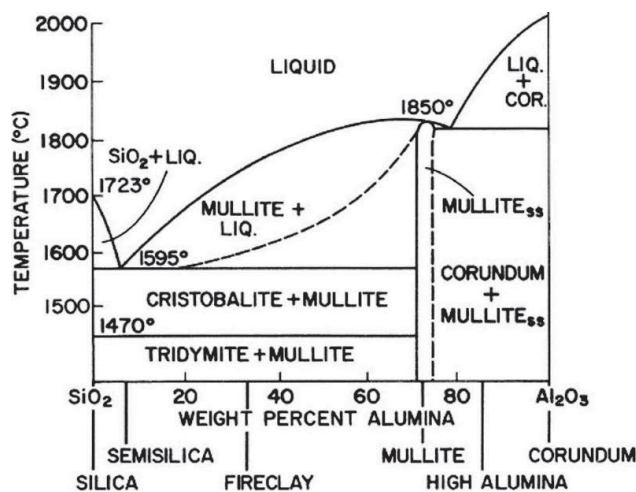 2000
1900
1800
1700
1600
1500
TEMPERATURE (°C)
LIQUID
LIQ.
+
COR.
1850°
SiO₂+LIQ.
1723°
MULLITE +
LIQ.
MULLITEss
1595°
CRISTOBALITE + MULLITE
CORUNDUM
+
MULLITEss
1470°
TRIDYMITE + MULLITE
SiO₂ 20 40 60 80 Al₂O₃
WEIGHT PERCENT ALUMINA
SEMISILICA MULLITE CORUNDUM
SILICA FIRECLAY HIGH ALUMINA